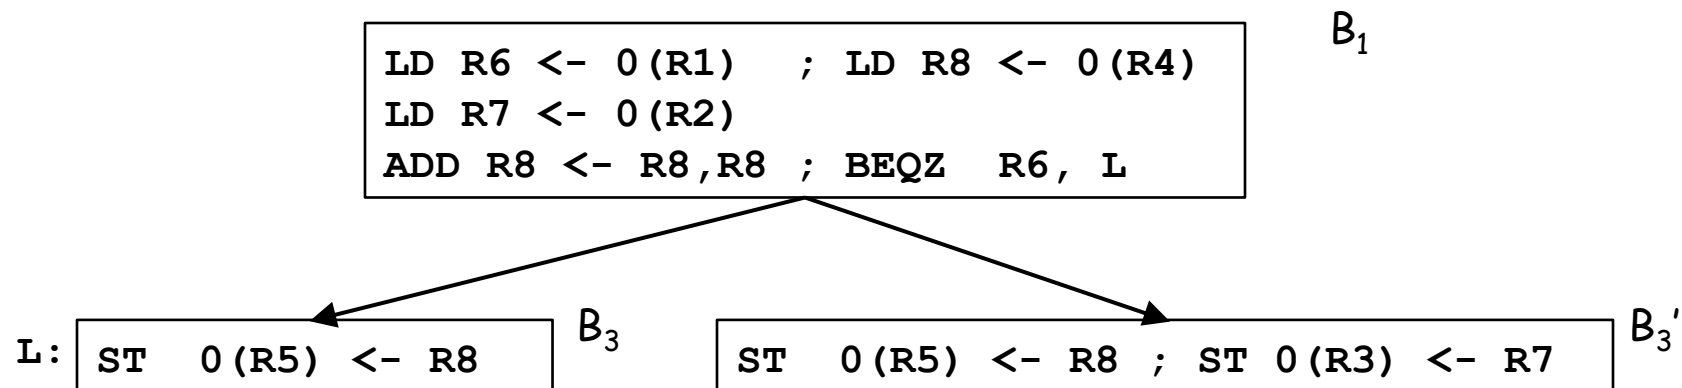 B1
LD R6 <- 0(R1) ; LD R8 <- 0(R4)
LD R7 <- 0(R2)
ADD R8 <- R8,R8 ; BEQZ R6, L
B3
L: ST 0(R5) <- R8
B3'
ST 0(R5) <- R8 ; ST 0(R3) <- R7